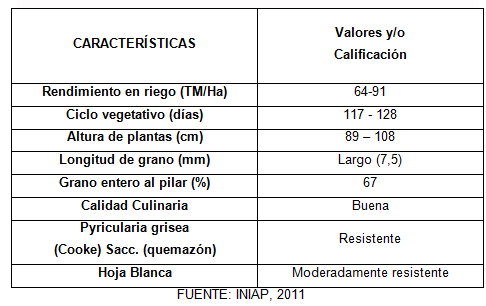 CARACTERÍSTICAS Valores y/o
Calificación
Rendimiento en riego (TM/Ha) 64-91
Ciclo vegetativo (días) 117 - 128
Altura de plantas (cm) 89 – 108
Longitud de grano (mm) Largo (7,5)
Grano entero al pilar (%) 67
Calidad Culinaria Buena
Pyricularia grisea
(Cooke) Sacc. (quemazón) Resistente
Hoja Blanca Moderadamente resistente
FUENTE: INIAP, 2011